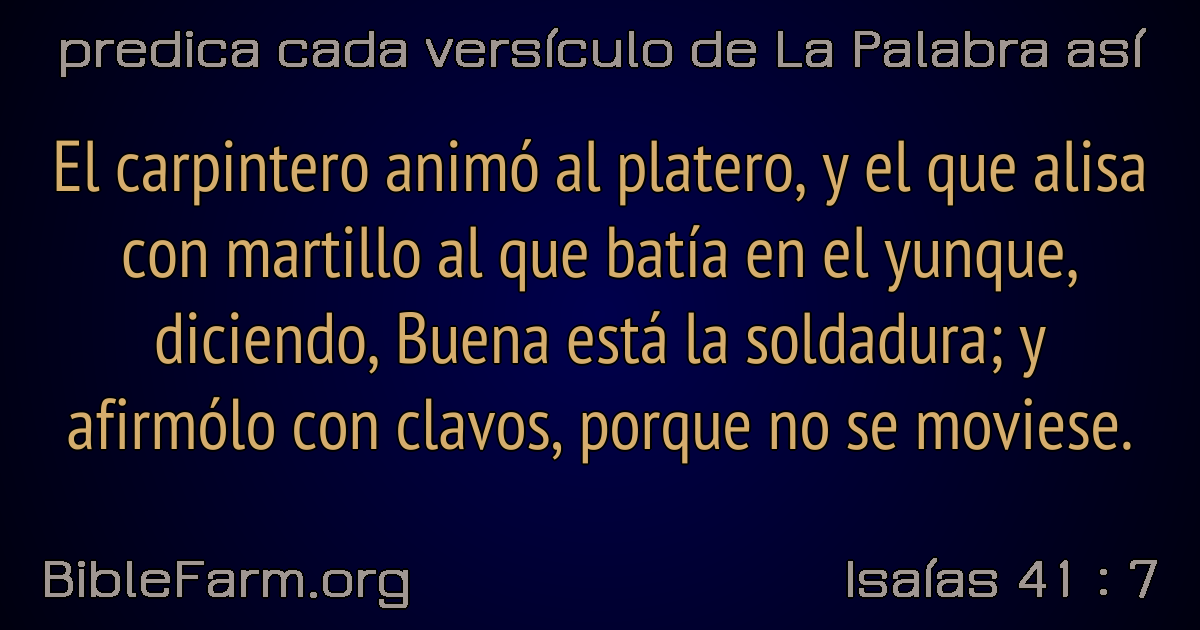 predica cada versículo de La Palabra así
El carpintero animó al platero, y el que alisa
con martillo al que batía en el yunque,
diciendo, Buena está la soldadura; y
afirmólo con clavos, porque no se moviese.
BibleFarm.org
Isaías 41 : 7